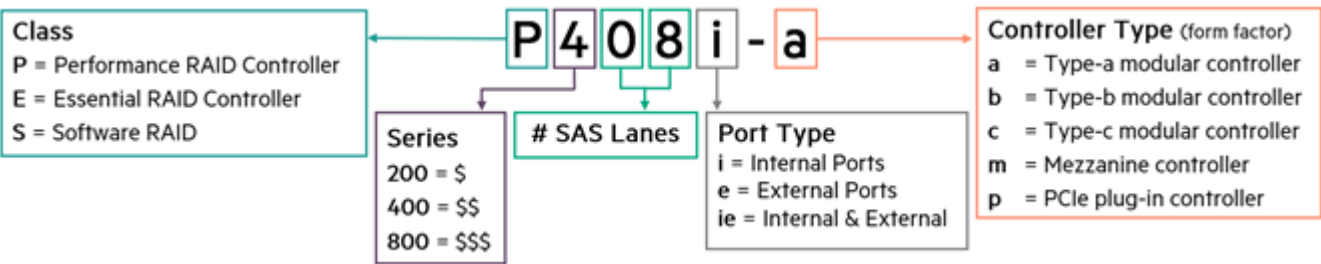 P408i-a
Class
P = Performance RAID Controller
E = Essential RAID Controller
S = Software RAID
Series
200 = $
400 = $$
800 = $$$
# SAS Lanes
Port Type
i = Internal Ports
e = External Ports
ie = Internal & External
Controller Type (form factor)
a = Type-a modular controller
b = Type-b modular controller
c = Type-c modular controller
m = Mezzanine controller
p = PCIe plug-in controller